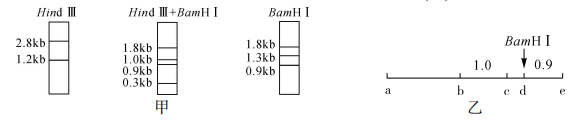 Hind Ⅲ
2.8kb
1.2kb
Hind Ⅲ+BamH Ⅰ
1.8kb
1.0kb
0.9kb
0.3kb
甲
BamH Ⅰ
1.8kb
1.3kb
0.9kb
BamH Ⅰ
1.0 0.9
a b c d e
乙